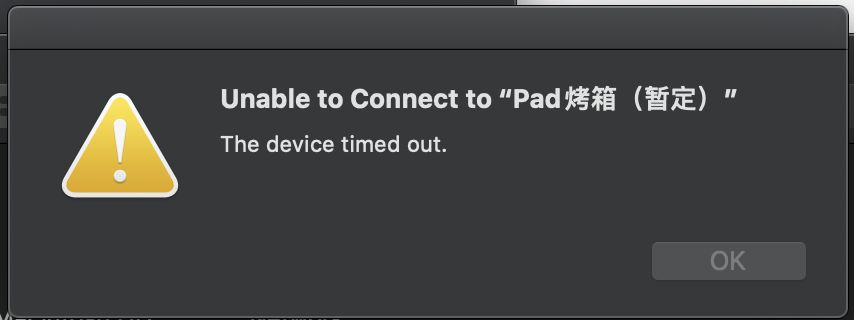 Unable to Connect to “Pad烤箱（暂定）”
The device timed out.
OK